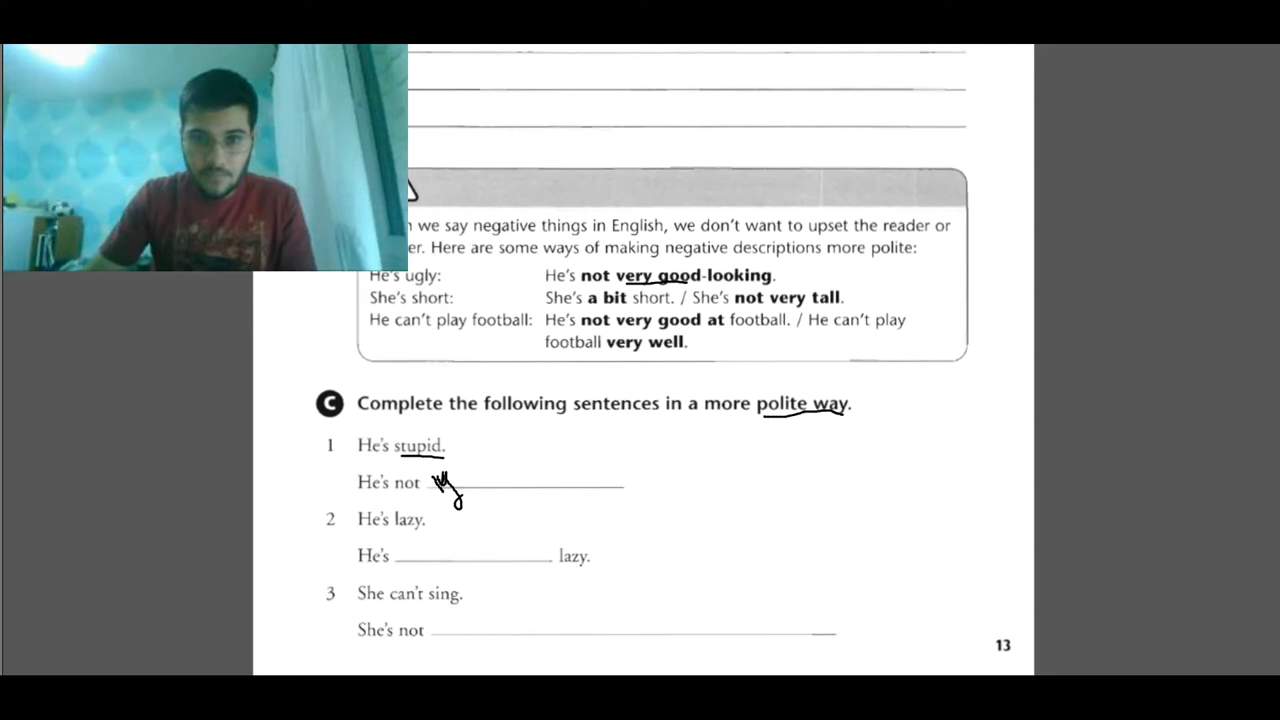 we say negative things in English, we don't want to upset the reader or
Here are some ways of making negative descriptions more polite:
He's ugly: He's not very good-looking.
She's short: She's a bit short. / She's not very tall.
He can't play football: He's not very good at football. / He can't play
football very well.
C Complete the following sentences in a more polite way.
1 He's stupid.
He's not
2 He's lazy.
He's ____ lazy.
3 She can't sing.
She's not
13